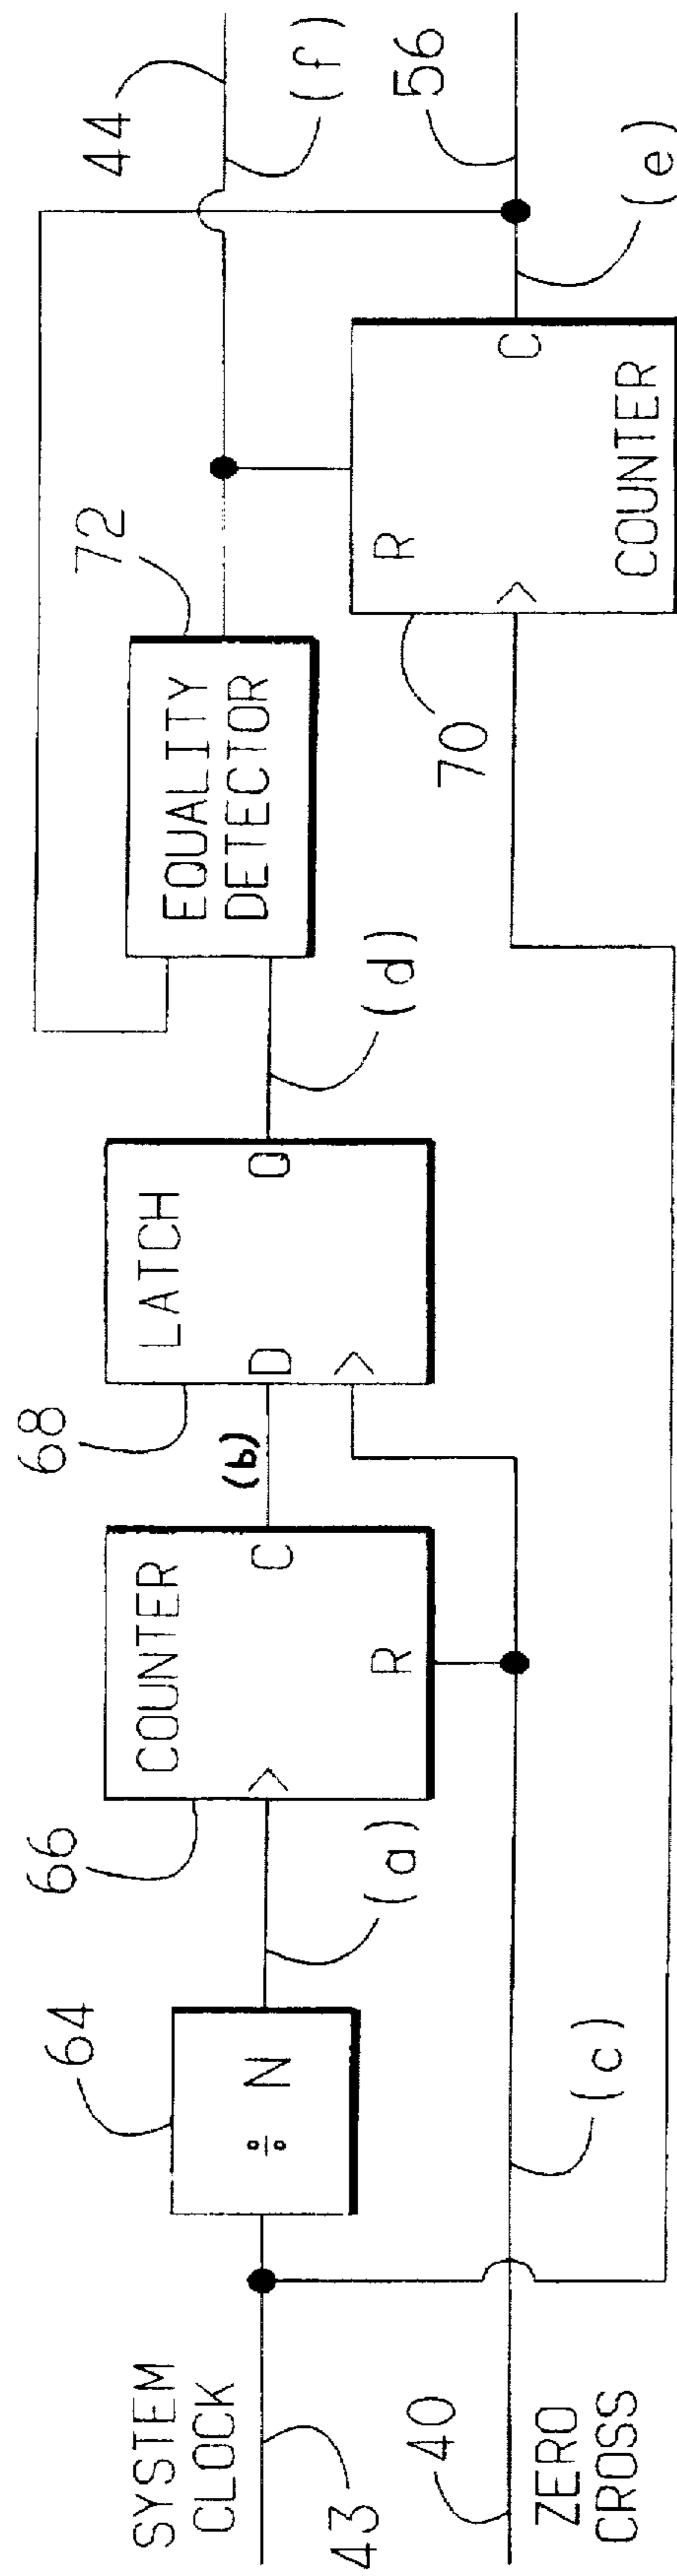 SYSTEM
CLOCK
43
40
ZERO
CROSS
64
÷ N
(a)
(c)
66
COUNTER
C
R
(b)
68
LATCH
D
Q
(d)
72
EQUALITY
DETECTOR
70
R
C
COUNTER
44
(f)
56
(e)